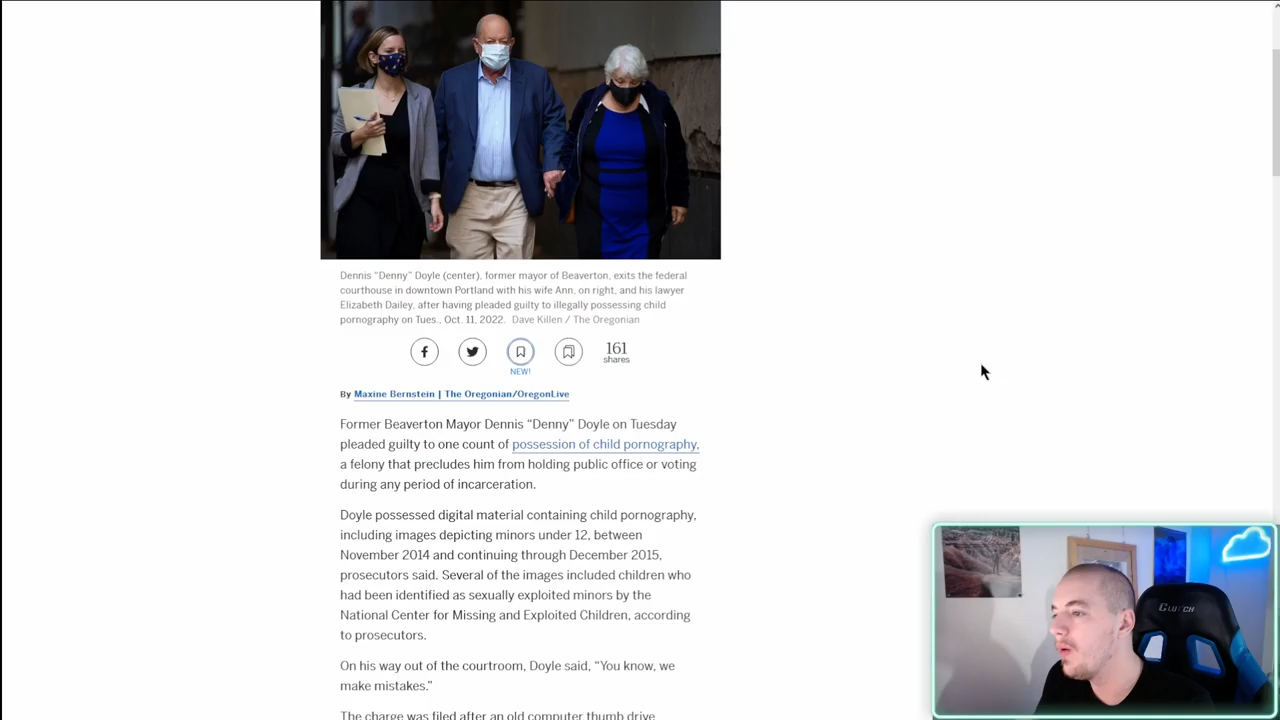 Dennis “Denny” Doyle (center), former mayor of Beaverton, exits the federal
courthouse in downtown Portland with his wife Ann, on right, and his lawyer
Elizabeth Dailey, after having pleaded guilty to illegally possessing child
pornography on Tues., Oct. 11, 2022. Dave Killen / The Oregonian
161
shares
NEW!
By Maxine Bernstein | The Oregonian/OregonLive
Former Beaverton Mayor Dennis “Denny” Doyle on Tuesday
pleaded guilty to one count of possession of child pornography,
a felony that precludes him from holding public office or voting
during any period of incarceration.
Doyle possessed digital material containing child pornography,
including images depicting minors under 12, between
November 2014 and continuing through December 2015,
prosecutors said. Several of the images included children who
had been identified as sexually exploited minors by the
National Center for Missing and Exploited Children, according
to prosecutors.
On his way out of the courtroom, Doyle said, “You know, we
make mistakes.”
The charge was filed after an old computer thumb drive
CLUTCH